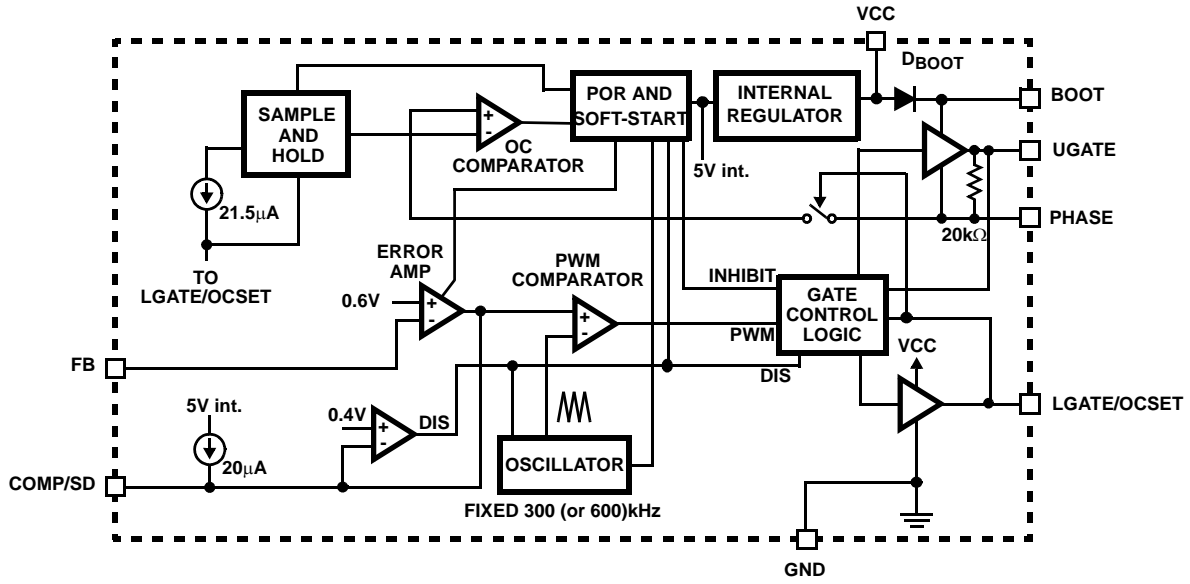 VCC
D_BOOT
BOOT
SAMPLE
AND
HOLD
+
-
OC
COMPARATOR
POR AND
SOFT-START
INTERNAL
REGULATOR
5V int.
UGATE
21.5μA
PHASE
20kΩ
TO
LGATE/OCSET
ERROR
AMP
PWM
COMPARATOR
0.6V
+
-
+
-
INHIBIT
PWM
DIS
GATE
CONTROL
LOGIC
FB
VCC
5V int.
0.4V
+
-
DIS
LGATE/OCSET
20μA
COMP/SD
OSCILLATOR
FIXED 300 (or 600)kHz
GND